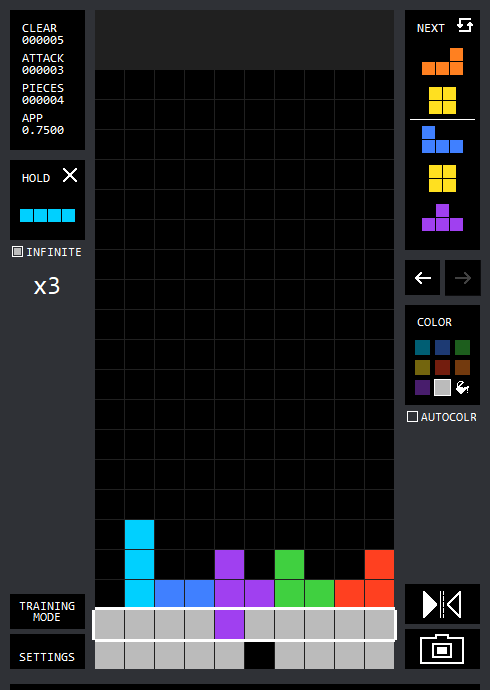 CLEAR
000005
ATTACK
000003
PIECES
000004
APP
0.7500
HOLD
INFINITE
x3
NEXT
COLOR
AUTOCOLR
TRAINING
MODE
SETTINGS